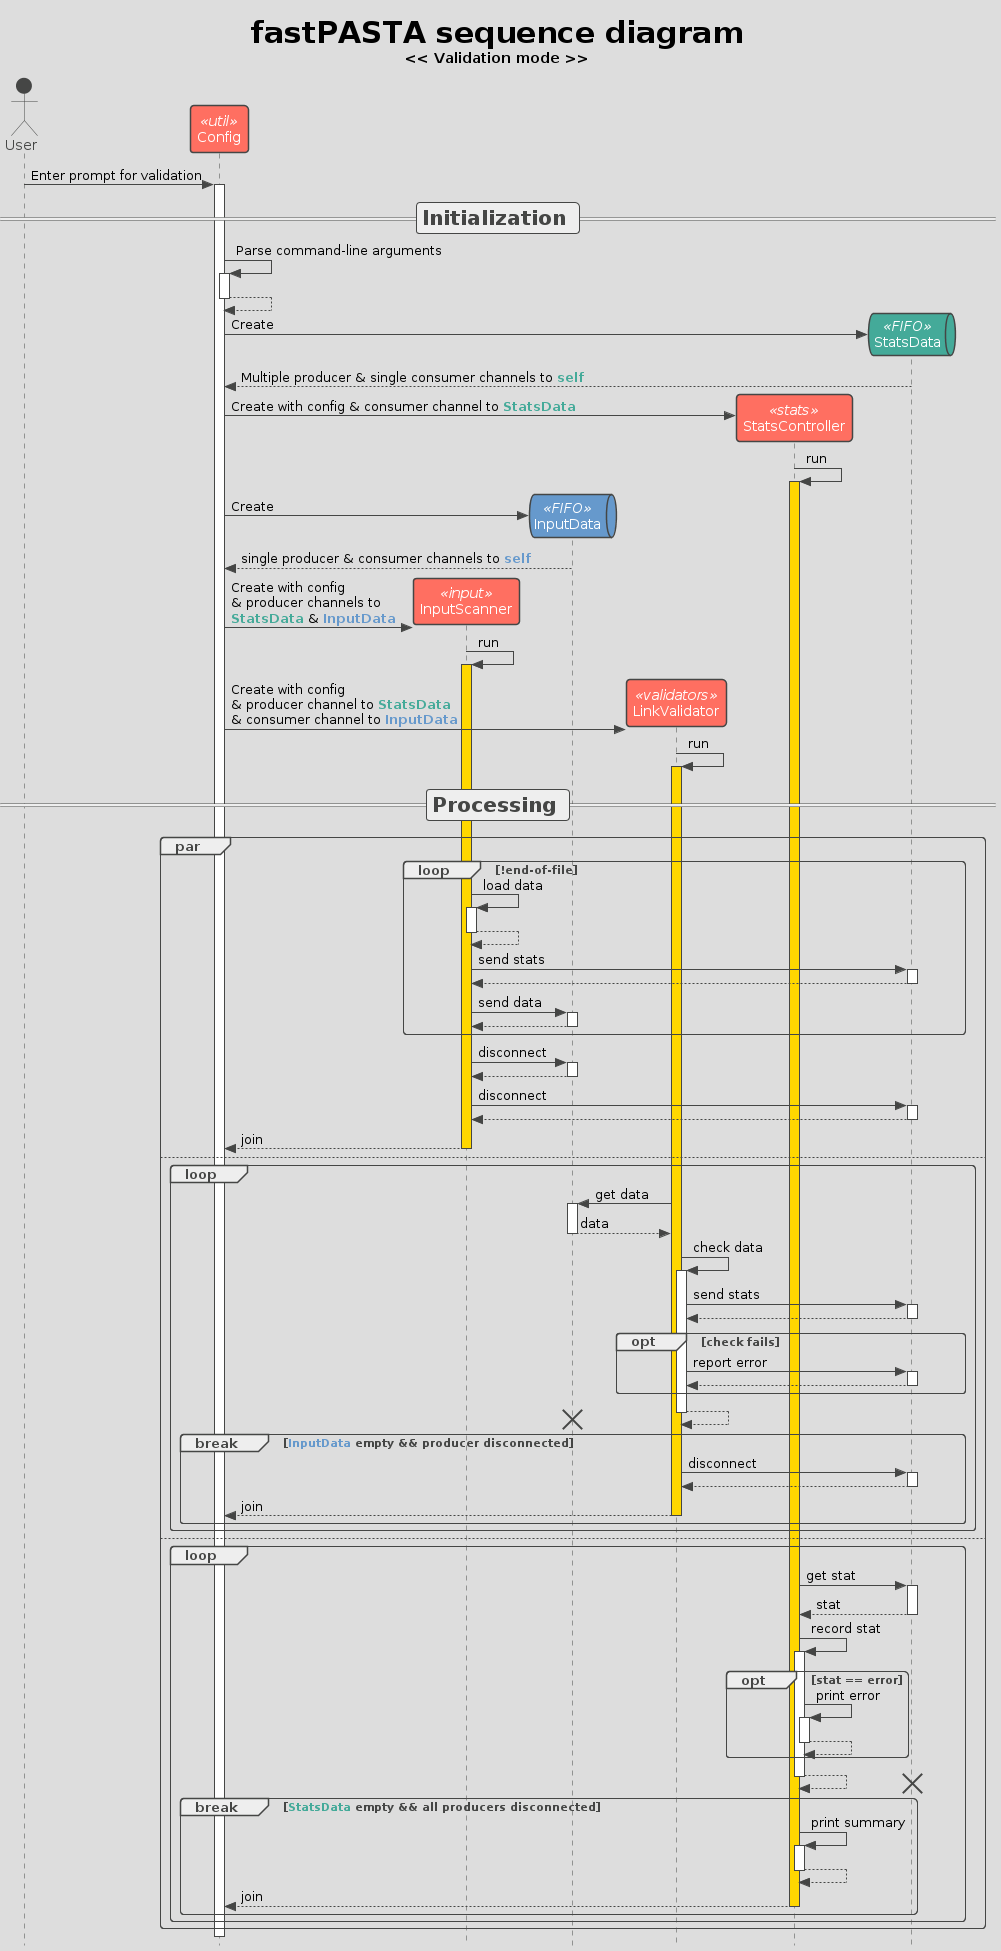 fastPASTA sequence diagram
<< Validation mode >>
User
«util»
Config
Enter prompt for validation
Initialization
Parse command-line arguments
Create
«FIFO»
StatsData
Multiple producer & single consumer channels to self
Create with config & consumer channel to StatsData
«stats»
StatsController
run
Create
«FIFO»
InputData
single producer & consumer channels to self
Create with config
& producer channels to
StatsData & InputData
«input»
InputScanner
run
Create with config
& producer channel to StatsData
& consumer channel to InputData
«validators»
LinkValidator
run
Processing
par
loop [!end-of-file]
load data
send stats
send data
disconnect
disconnect
join
loop
get data
data
check data
send stats
opt [check fails]
report error
break [InputData empty && producer disconnected]
disconnect
join
loop
get stat
stat
record stat
opt [stat == error]
print error
break [StatsData empty && all producers disconnected]
print summary
join